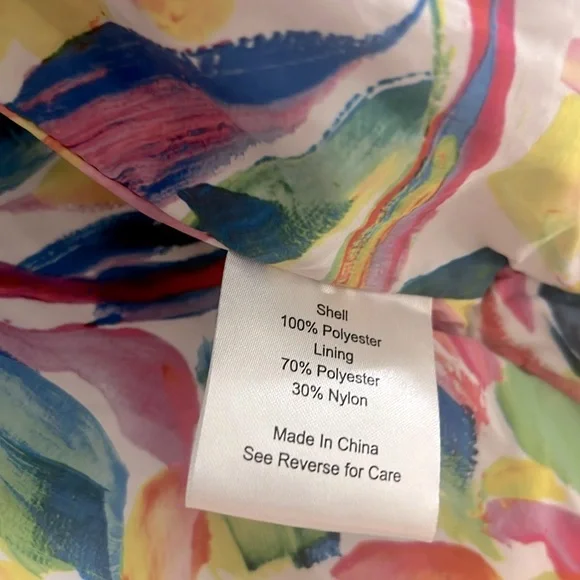 Shell
100% Polyester
Lining
70% Polyester
30% Nylon
Made In China
See Reverse for Care